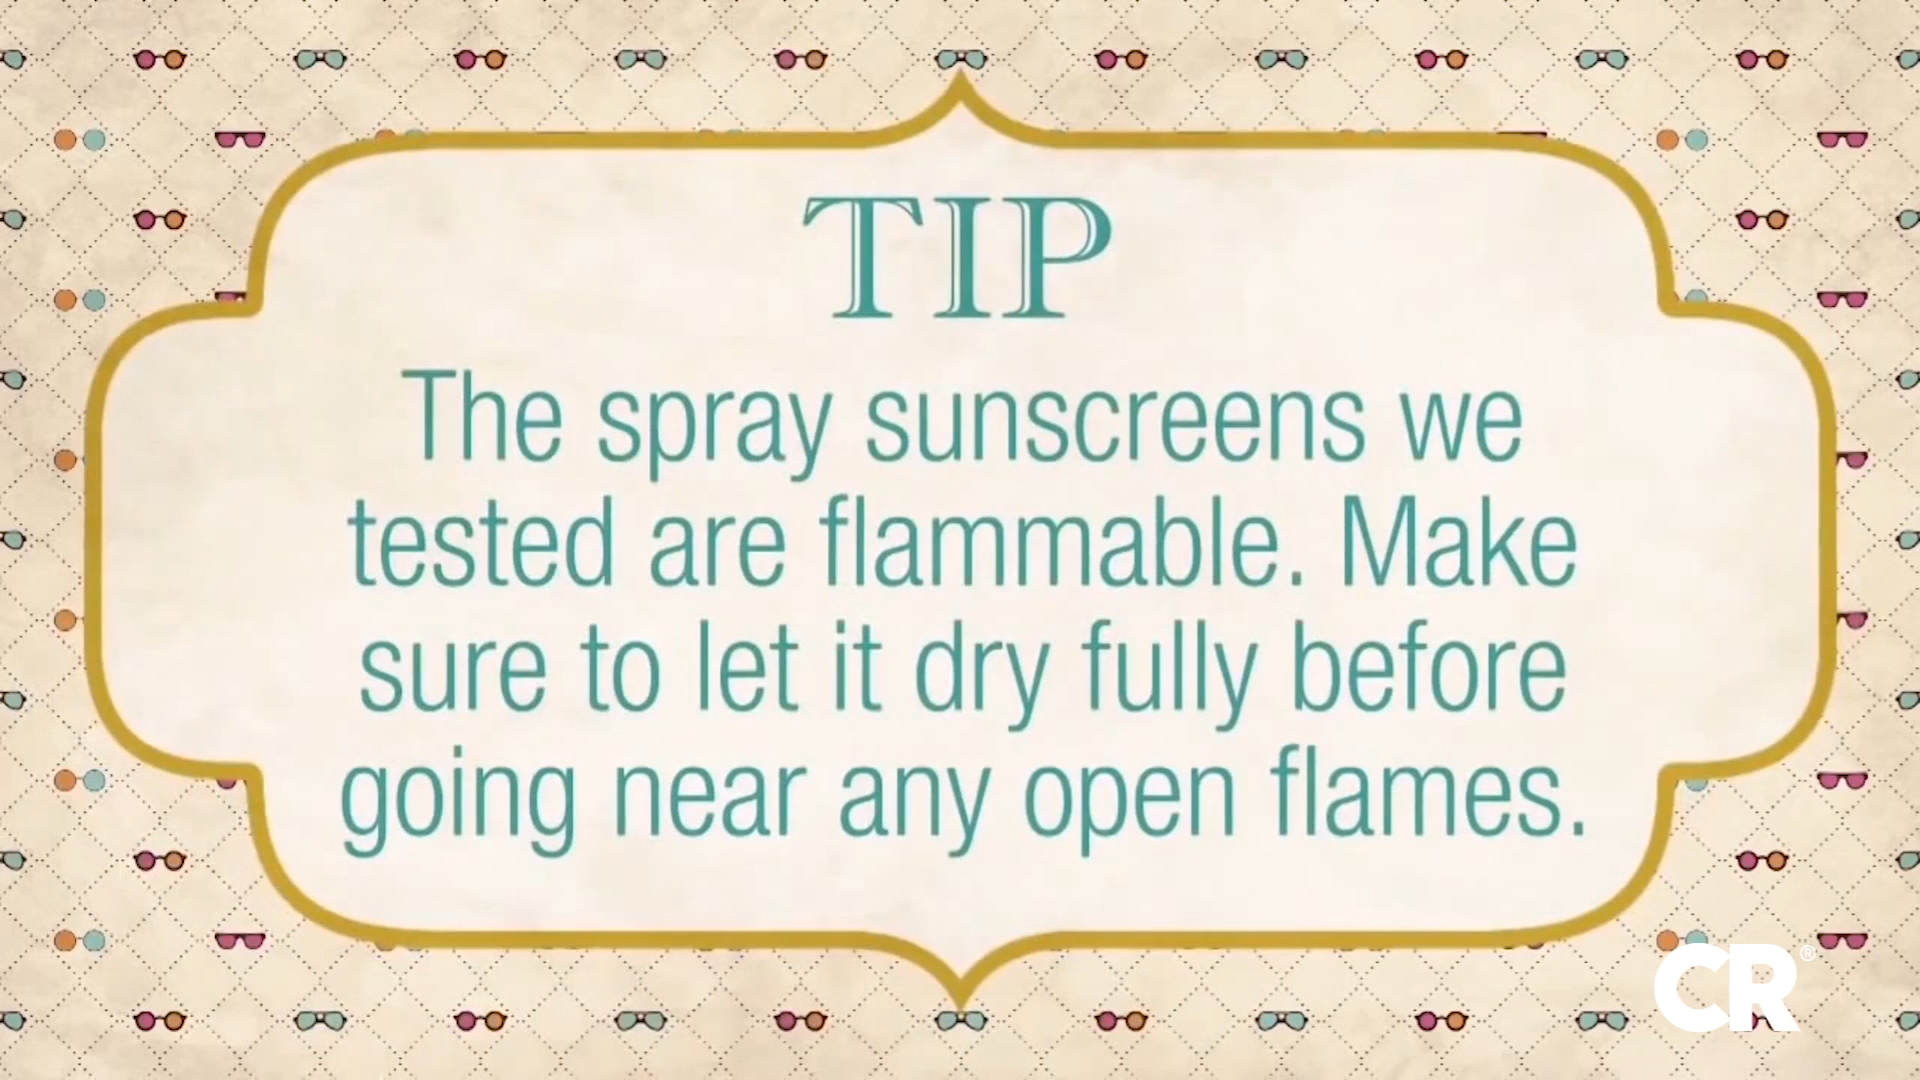 TIP
The spray sunscreens we
tested are flammable. Make
sure to let it dry fully before
going near any open flames.
CR®